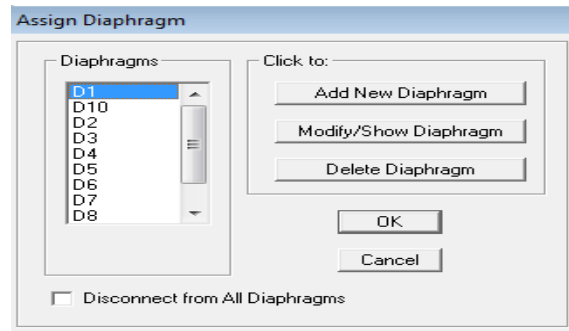 Assign Diaphragm
Diaphragms
D1
D10
D2
D3
D4
D5
D6
D7
D8
Click to:
Add New Diaphragm
Modify/Show Diaphragm
Delete Diaphragm
OK
Cancel
Disconnect from All Diaphragms